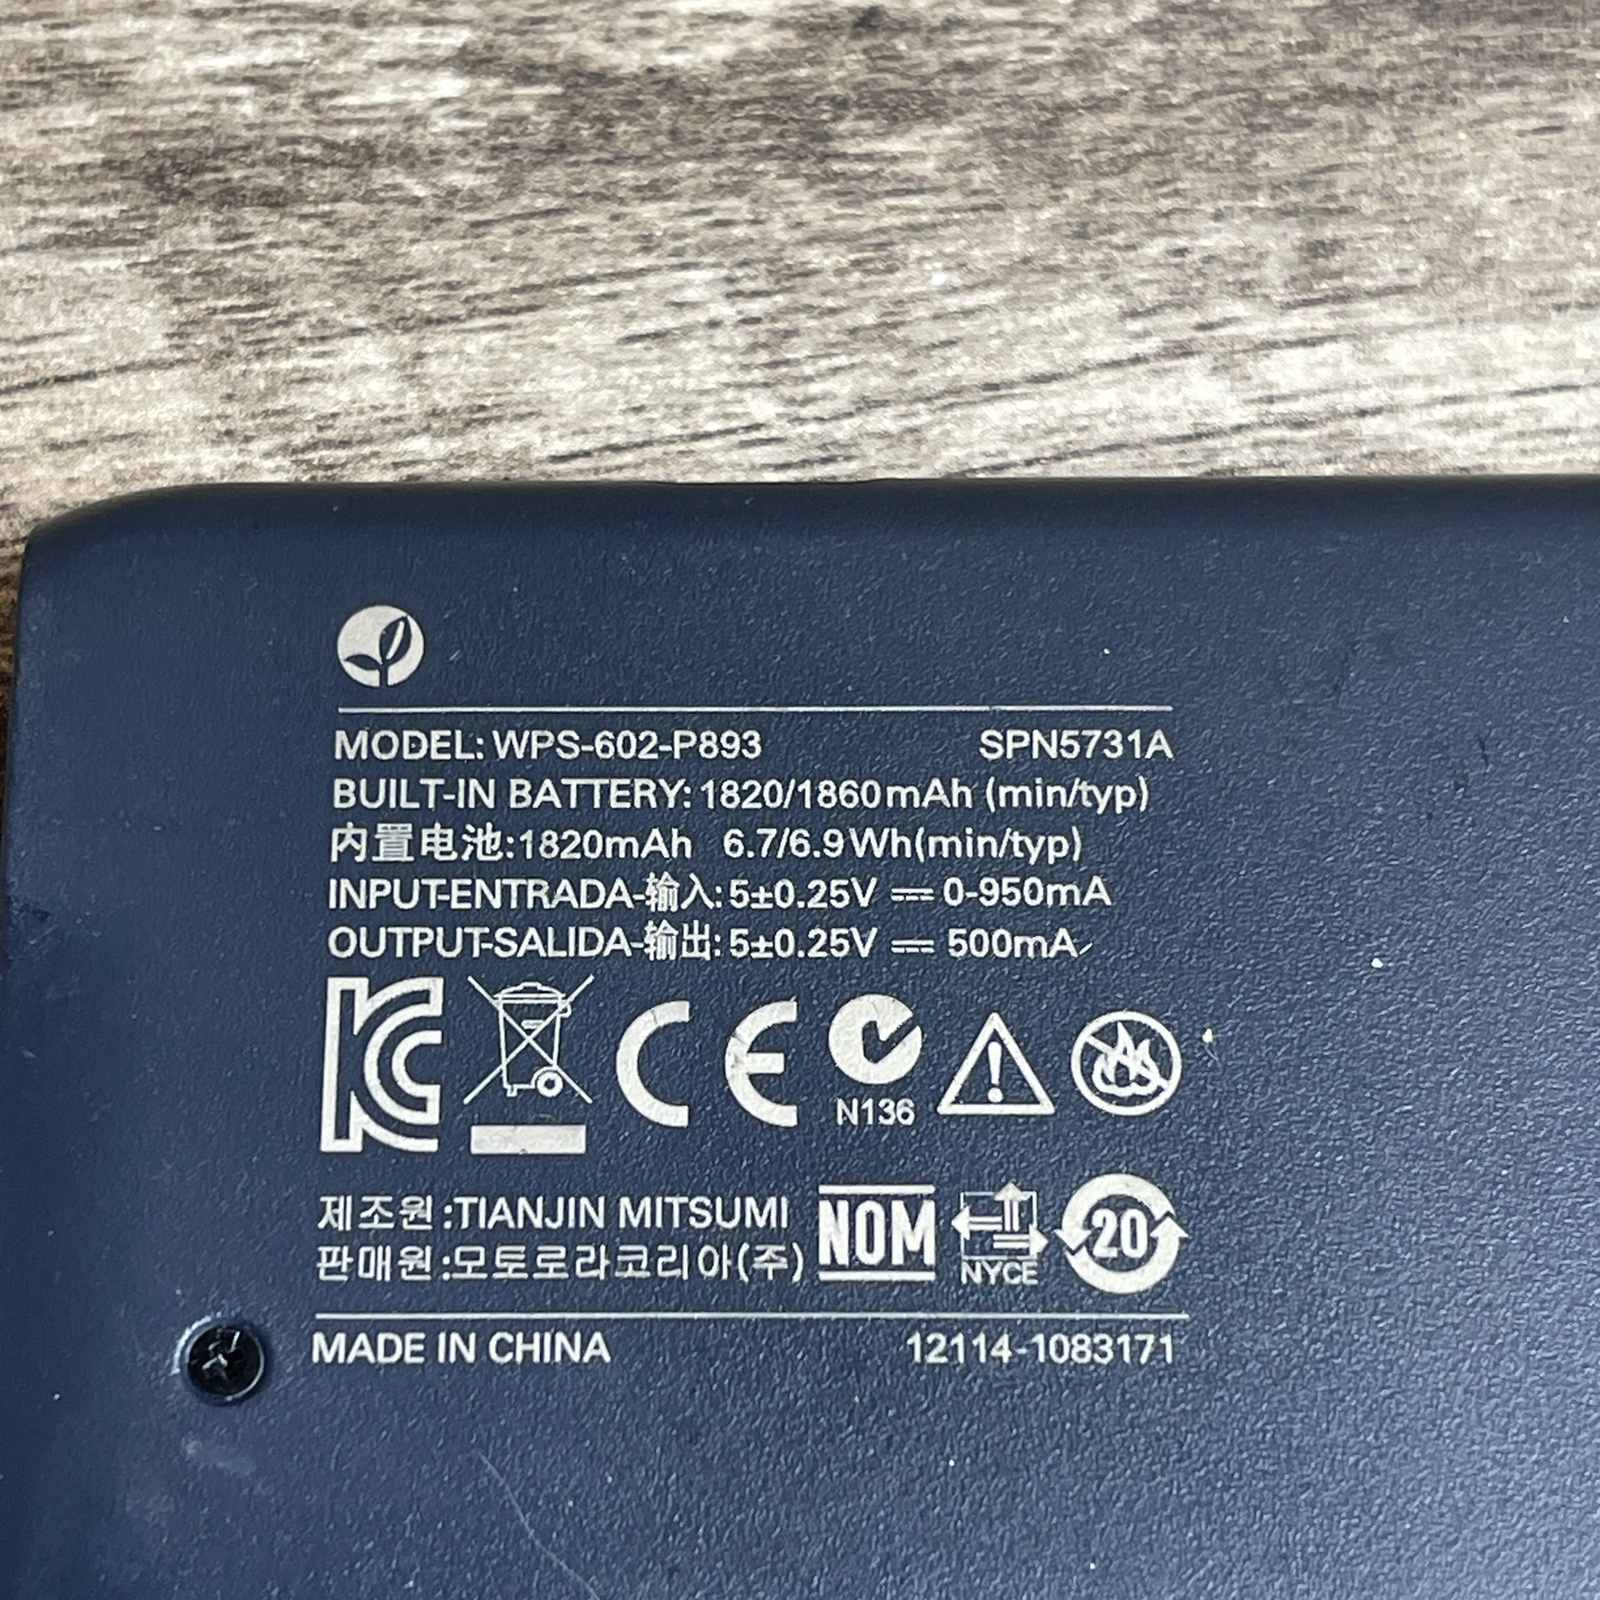 MODEL: WPS-602-P893 SPN5731A
BUILT-IN BATTERY: 1820/1860mAh (min/typ)
内置电池:1820mAh 6.7/6.9Wh(min/typ)
INPUT-ENTRADA-输入: 5±0.25V ⎓ 0-950mA
OUTPUT-SALIDA-输出: 5±0.25V ⎓ 500mA
KC CE N136
제조원:TIANJIN MITSUMI
판매원:모토로라코리아(주)
NOM NYCE 20
MADE IN CHINA 12114-1083171